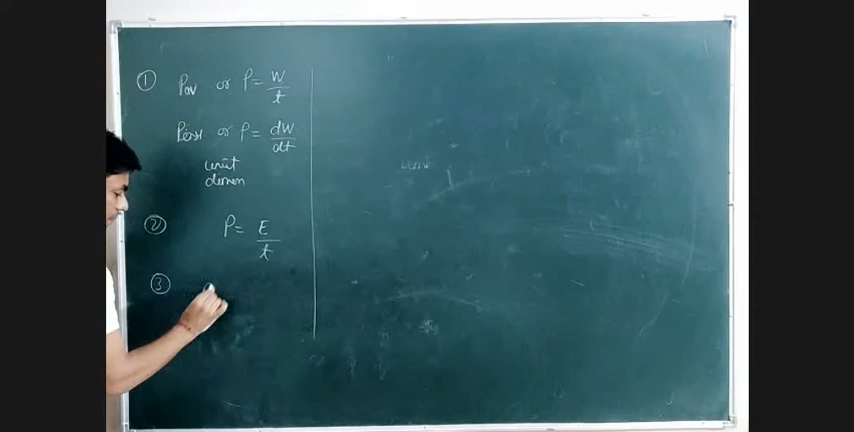 ① Pav or P = W/t
Pinst or P = dW/dt
unit
dimen
② P = E/t
③